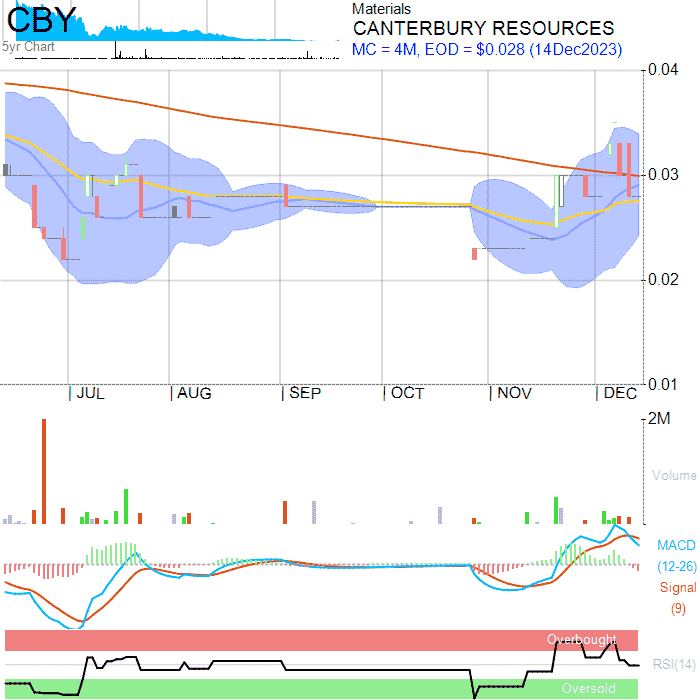 CBY
5yr Chart
Materials
CANTERBURY RESOURCES
MC = 4M, EOD = $0.028 (14Dec2023)
0.04
0.03
0.02
0.01
JUL AUG SEP OCT NOV DEC
2M
Volume
MACD
(12-26)
Signal
(9)
Overbought
RSI(14)
Oversold